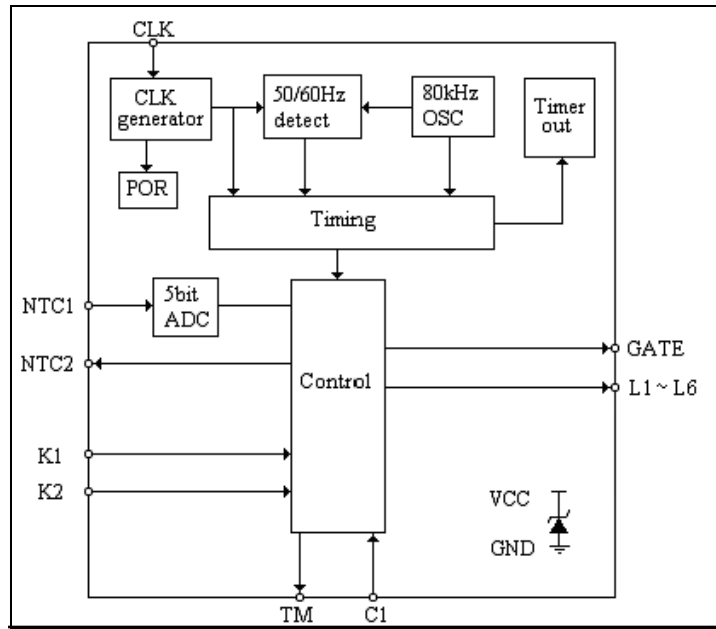 CLK
CLK
generator
50/60Hz
detect
80kHz
OSC
Timer
out
POR
Timing
NTC1
5bit
ADC
NTC2
Control
GATE
L1 ~ L6
K1
K2
VCC
GND
TM
C1